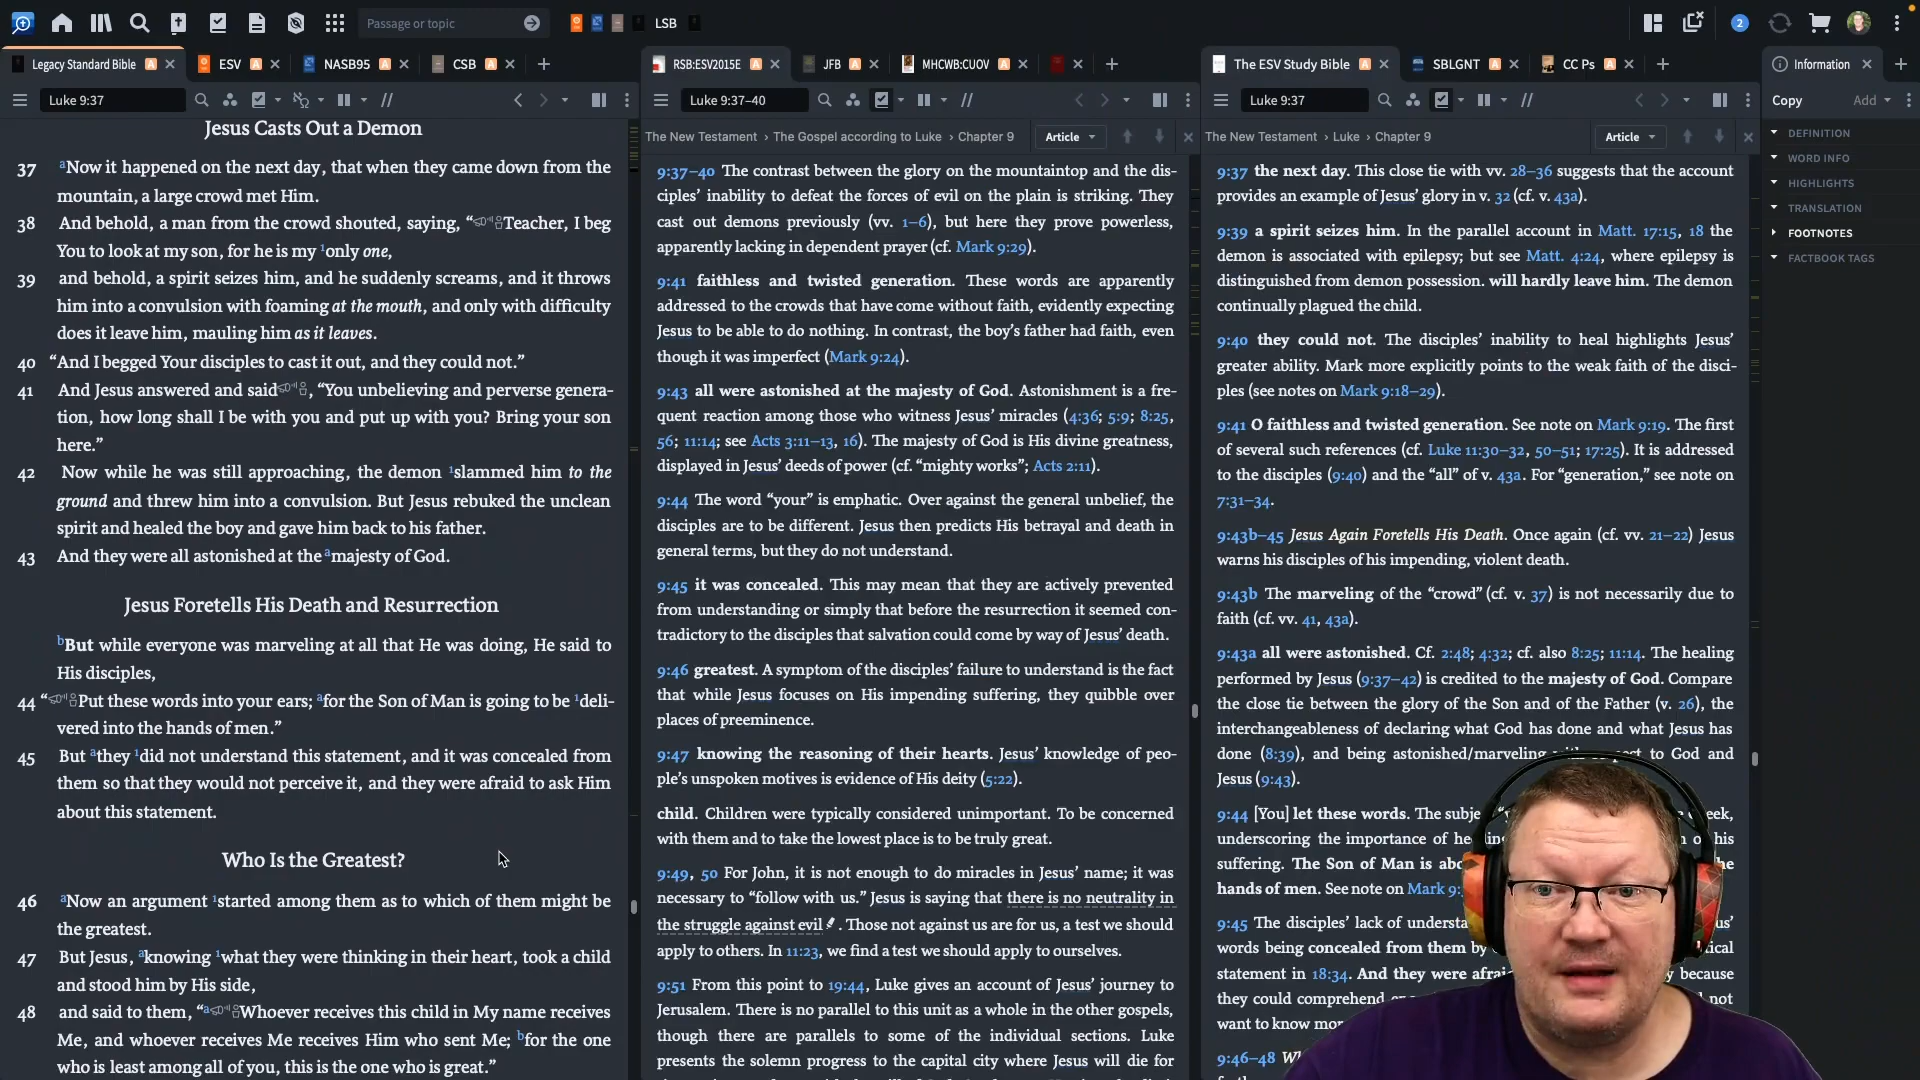 Passage or topic
LSB
2
Legacy Standard Bible A
ESV A
NASB95 A
CSB A
Luke 9:37
Jesus Casts Out a Demon
37 aNow it happened on the next day, that when they came down from the
mountain, a large crowd met Him.
38 And behold, a man from the crowd shouted, saying, “Teacher, I beg
You to look at my son, for he is my 1only one,
39 and behold, a spirit seizes him, and he suddenly screams, and it throws
him into a convulsion with foaming at the mouth, and only with difficulty
does it leave him, mauling him as it leaves.
40 “And I begged Your disciples to cast it out, and they could not.”
41 And Jesus answered and said, “You unbelieving and perverse genera-
tion, how long shall I be with you and put up with you? Bring your son
here.”
42 Now while he was still approaching, the demon 1slammed him to the
ground and threw him into a convulsion. But Jesus rebuked the unclean
spirit and healed the boy and gave him back to his father.
43 And they were all astonished at the amajesty of God.
Jesus Foretells His Death and Resurrection
bBut while everyone was marveling at all that He was doing, He said to
His disciples,
44 “Put these words into your ears; afor the Son of Man is going to be 1deli-
vered into the hands of men.”
45 But athey 1did not understand this statement, and it was concealed from
them so that they would not perceive it, and they were afraid to ask Him
about this statement.
Who Is the Greatest?
46 aNow an argument 1started among them as to which of them might be
the greatest.
47 But Jesus, aknowing 1what they were thinking in their heart, took a child
and stood him by His side,
48 and said to them, “aWhoever receives this child in My name receives
Me, and whoever receives Me receives Him who sent Me; bfor the one
who is least among all of you, this is the one who is great.”
RSB:ESV2015E A
JFB A
MHCWB:CUOV A
A
Luke 9:37–40
The New Testament › The Gospel according to Luke › Chapter 9
Article
9:37–40 The contrast between the glory on the mountaintop and the dis-
ciples’ inability to defeat the forces of evil on the plain is striking. They
cast out demons previously (vv. 1–6), but here they prove powerless,
apparently lacking in dependent prayer (cf. Mark 9:29).
9:41 faithless and twisted generation. These words are apparently
addressed to the crowds that have come without faith, evidently expecting
Jesus to be able to do nothing. In contrast, the boy’s father had faith, even
though it was imperfect (Mark 9:24).
9:43 all were astonished at the majesty of God. Astonishment is a fre-
quent reaction among those who witness Jesus’ miracles (4:36; 5:9; 8:25,
56; 11:14; see Acts 3:11–13, 16). The majesty of God is His divine greatness,
displayed in Jesus’ deeds of power (cf. “mighty works”; Acts 2:11).
9:44 The word “your” is emphatic. Over against the general unbelief, the
disciples are to be different. Jesus then predicts His betrayal and death in
general terms, but they do not understand.
9:45 it was concealed. This may mean that they are actively prevented
from understanding or simply that before the resurrection it seemed con-
tradictory to the disciples that salvation could come by way of Jesus’ death.
9:46 greatest. A symptom of the disciples’ failure to understand is the fact
that while Jesus focuses on His impending suffering, they quibble over
places of preeminence.
9:47 knowing the reasoning of their hearts. Jesus’ knowledge of peo-
ple’s unspoken motives is evidence of His deity (5:22).
child. Children were typically considered unimportant. To be concerned
with them and to take the lowest place is to be truly great.
9:49, 50 For John, it is not enough to do miracles in Jesus’ name; it was
necessary to “follow with us.” Jesus is saying that there is no neutrality in
the struggle against evil. Those not against us are for us, a test we should
apply to others. In 11:23, we find a test we should apply to ourselves.
9:51 From this point to 19:44, Luke gives an account of Jesus’ journey to
Jerusalem. There is no parallel to this unit as a whole in the other gospels,
though there are parallels to some of the individual sections. Luke
presents the solemn progress to the capital city where Jesus will die for
The ESV Study Bible A
SBLGNT A
CC Ps A
Luke 9:37
The New Testament › Luke › Chapter 9
Article
9:37 the next day. This close tie with vv. 28–36 suggests that the account
provides an example of Jesus’ glory in v. 32 (cf. v. 43a).
9:39 a spirit seizes him. In the parallel account in Matt. 17:15, 18 the
demon is associated with epilepsy; but see Matt. 4:24, where epilepsy is
distinguished from demon possession. will hardly leave him. The demon
continually plagued the child.
9:40 they could not. The disciples’ inability to heal highlights Jesus’
greater ability. Mark more explicitly points to the weak faith of the disci-
ples (see notes on Mark 9:18–29).
9:41 O faithless and twisted generation. See note on Mark 9:19. The first
of several such references (cf. Luke 11:30–32, 50–51; 17:25). It is addressed
to the disciples (9:40) and the “all” of v. 43a. For “generation,” see note on
7:31–34.
9:43b–45 Jesus Again Foretells His Death. Once again (cf. vv. 21–22) Jesus
warns his disciples of his impending, violent death.
9:43b The marveling of the “crowd” (cf. v. 37) is not necessarily due to
faith (cf. vv. 41, 43a).
9:43a all were astonished. Cf. 2:48; 4:32; cf. also 8:25; 11:14. The healing
performed by Jesus (9:37–42) is credited to the majesty of God. Compare
the close tie between the glory of the Son and of the Father (v. 26), the
interchangeableness of declaring what God has done and what Jesus has
done (8:39), and being astonished/marveling to God and
Jesus (9:43).
9:44 [You] let these words. The
underscoring the importance of his
suffering. The Son of Man is
hands of men. See note on Mark
9:45 The disciples’ lack of
words being concealed from them
statement in 18:34. And they were because
they could comprehend not
want to know
9:46–48
Information
Copy Add
DEFINITION
WORD INFO
HIGHLIGHTS
TRANSLATION
FOOTNOTES
FACTBOOK TAGS